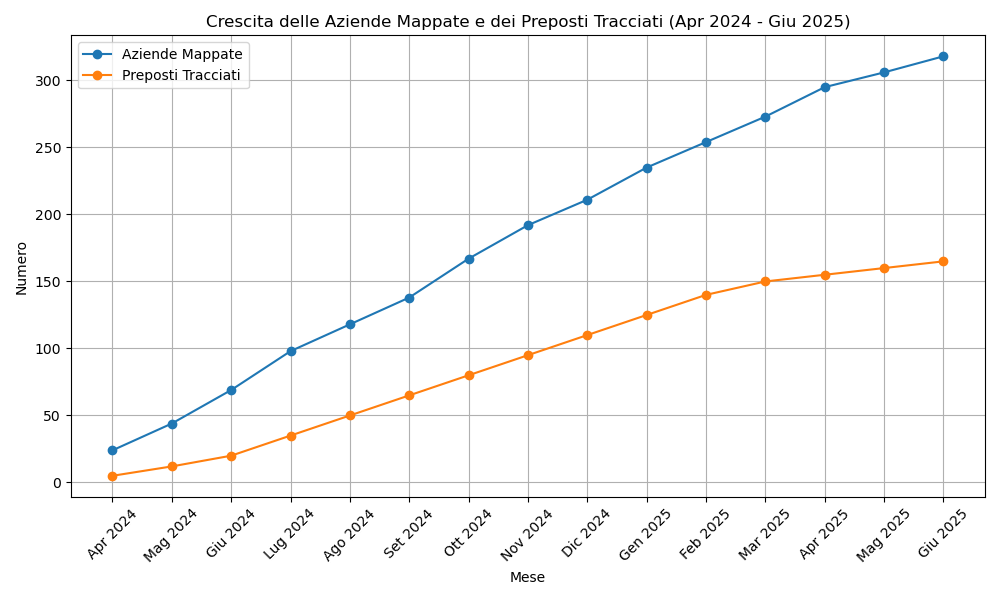 Crescita delle Aziende Mappate e dei Preposti Tracciati (Apr 2024 - Giu 2025)
Aziende Mappate
Preposti Tracciati
Numero
300
250
200
150
100
50
0
Apr 2024
Mag 2024
Giu 2024
Lug 2024
Ago 2024
Set 2024
Ott 2024
Nov 2024
Dic 2024
Gen 2025
Feb 2025
Mar 2025
Apr 2025
Mag 2025
Giu 2025
Mese